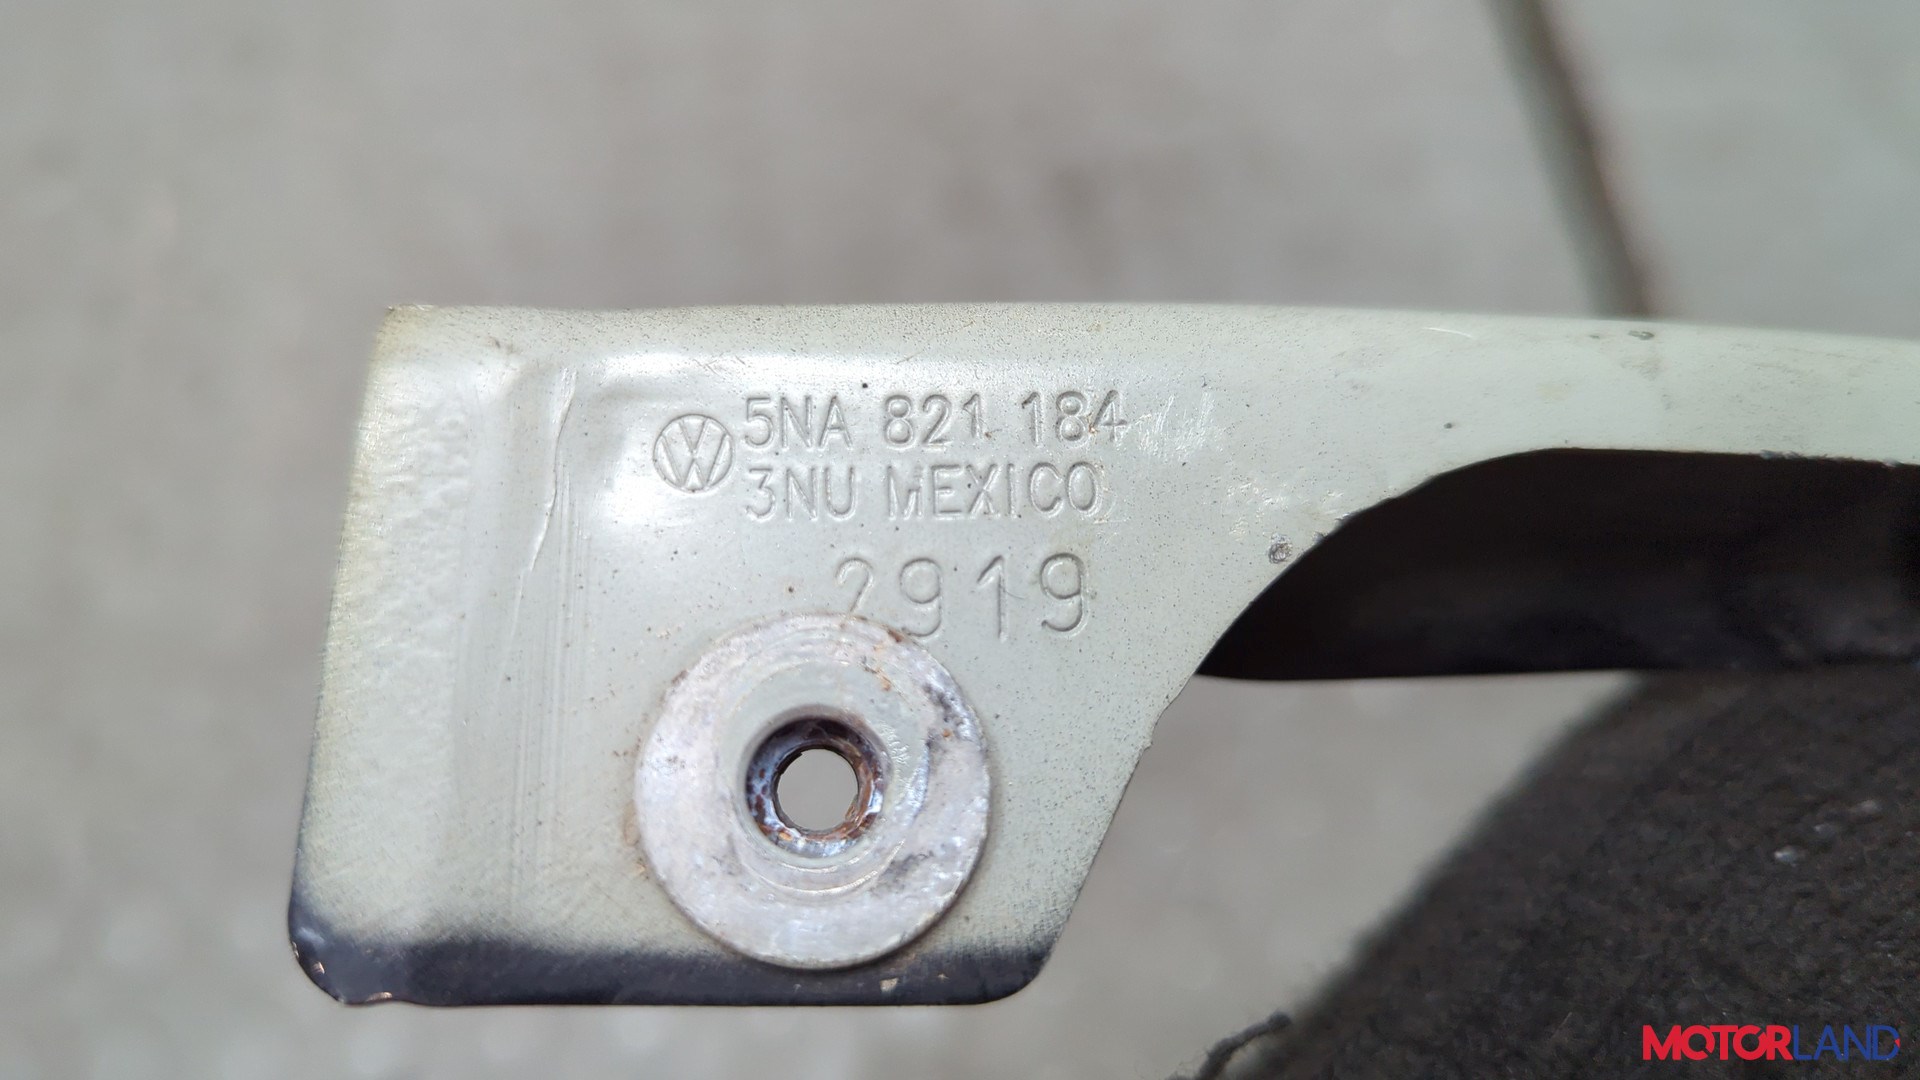 5NA 821 184
3NU MEXICO
2919
MOTORLAND